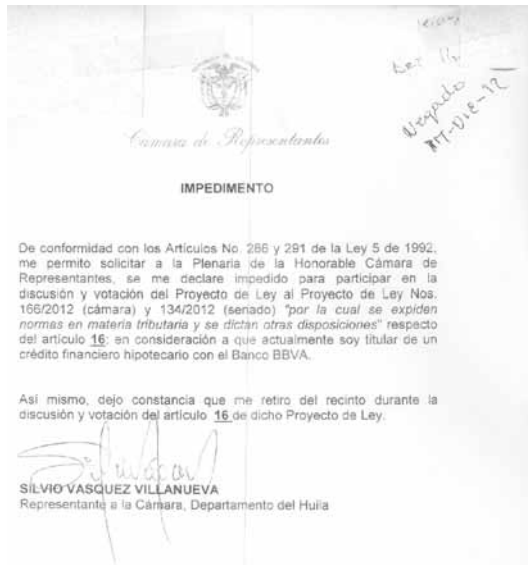 Negado
11-Dic-12
Cámara de Representantes
IMPEDIMENTO
De conformidad con los Artículos No. 286 y 291 de la Ley 5 de 1992,
me permito solicitar a la Plenaria de la Honorable Cámara de
Representantes, se me declare impedido para participar en la
discusión y votación del Proyecto de Ley al Proyecto de Ley Nos.
166/2012 (cámara) y 134/2012 (senado) "por la cual se expiden
normas en materia tributaria y se dictan otras disposiciones" respecto
del artículo 16; en consideración a que actualmente soy titular de un
crédito financiero hipotecario con el Banco BBVA.
Así mismo, dejo constancia que me retiro del recinto durante la
discusión y votación del artículo 16 de dicho Proyecto de Ley.
SILVIO VASQUEZ VILLANUEVA
Representante a la Cámara, Departamento del Huila